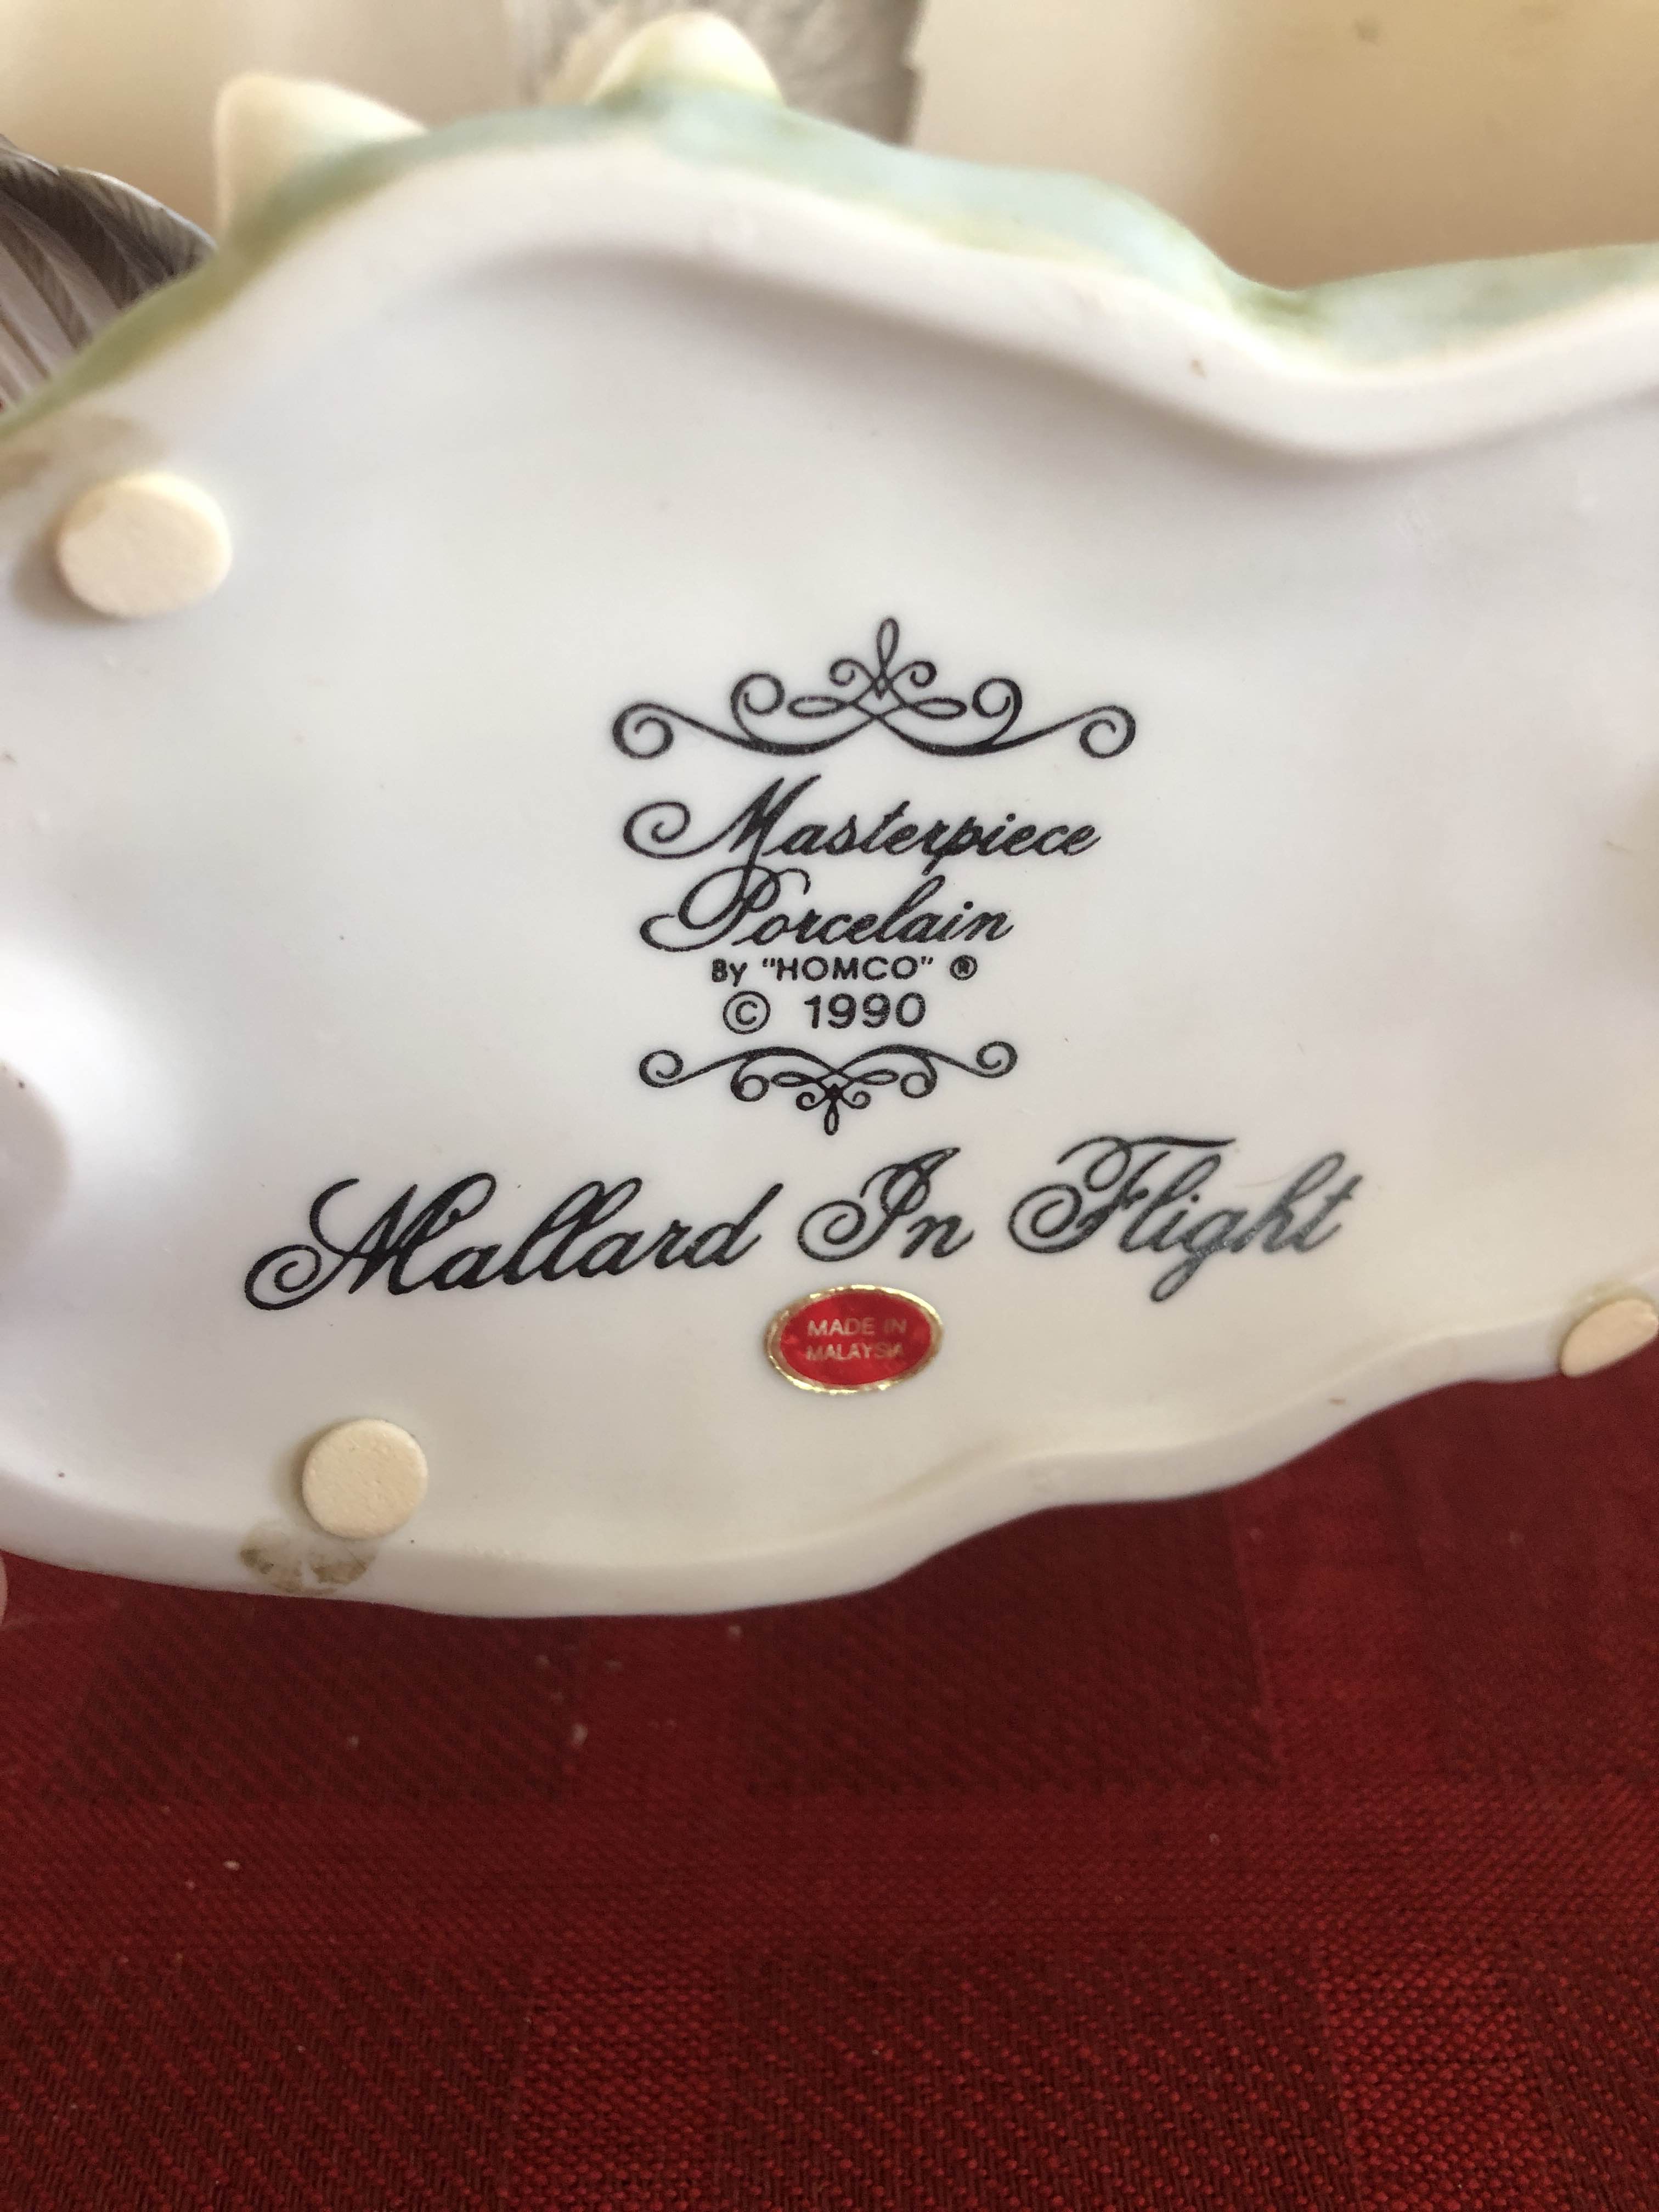 Masterpiece
Porcelain
By "HOMCO" ®
© 1990
Mallard In Flight
MADE IN
MALAYSIA